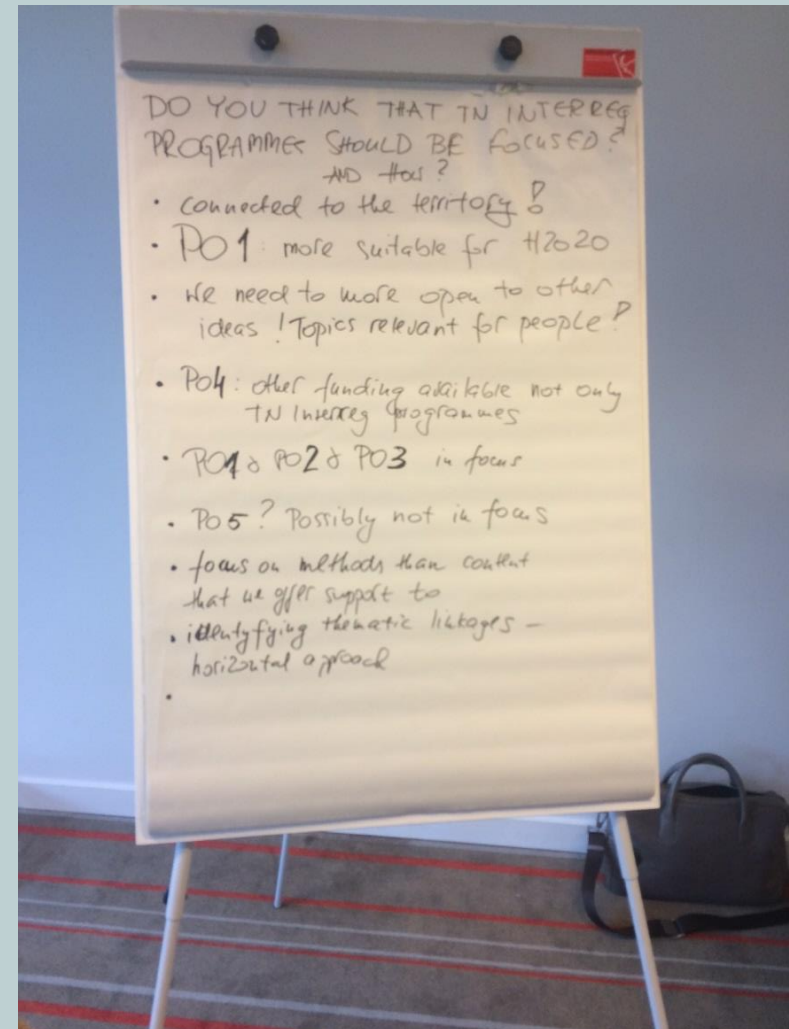 DO YOU THINK THAT TN INTERREG
PROGRAMMES SHOULD BE FOCUSED?
AND HOW?
• connected to the territory!
• PO1: more suitable for H2020
• We need to more open to other
ideas! Topics relevant for people!
• PO4: other funding available not only
TN Interreg programmes
• PO1 & PO2 & PO3 in focus
• PO5? Possibly not in focus
• focus on methods than content
that we offer support to
• identyfying thematic linkages –
horizontal aproach
•